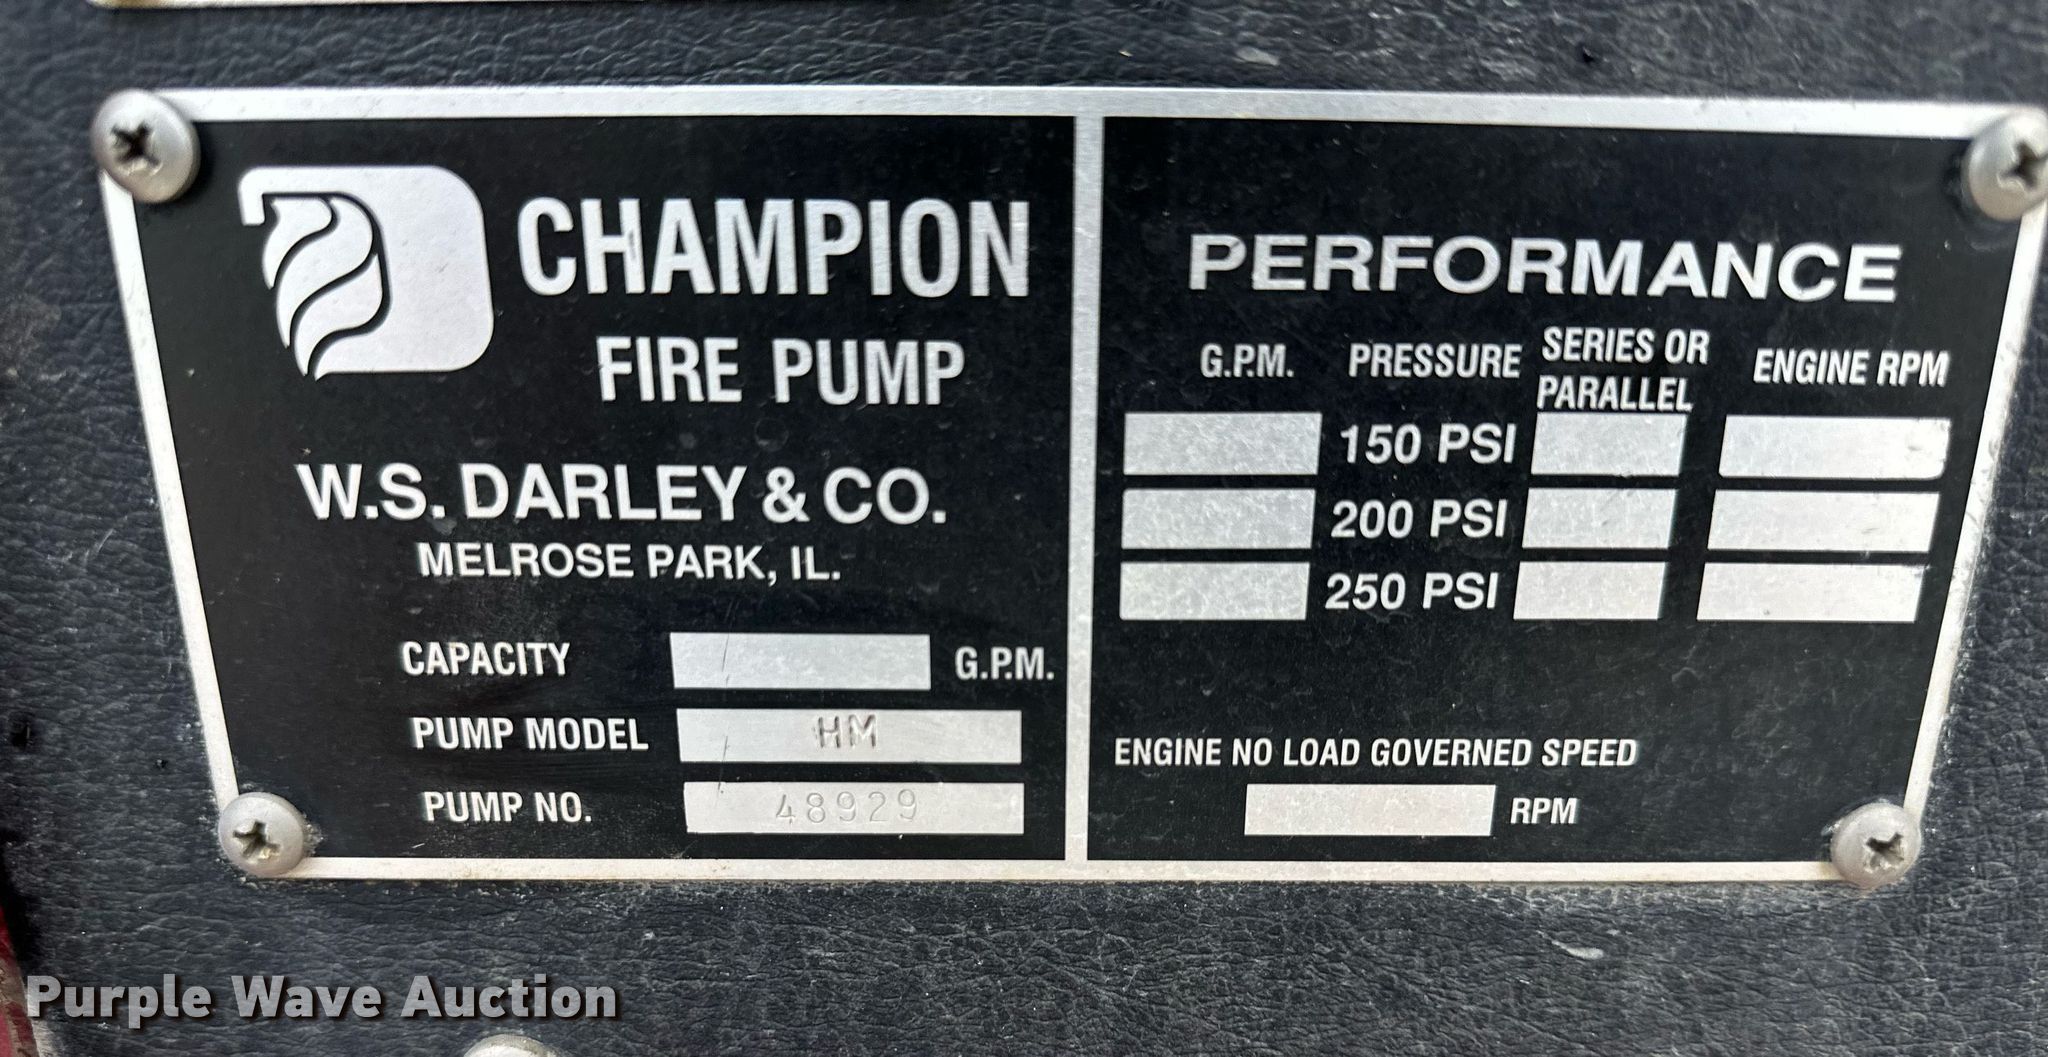 CHAMPION
FIRE PUMP
W.S. DARLEY & CO.
MELROSE PARK, IL.
CAPACITY G.P.M.
PUMP MODEL HM
PUMP NO. 48929
PERFORMANCE
G.P.M. PRESSURE SERIES OR PARALLEL ENGINE RPM
150 PSI
200 PSI
250 PSI
ENGINE NO LOAD GOVERNED SPEED
RPM
Purple Wave Auction